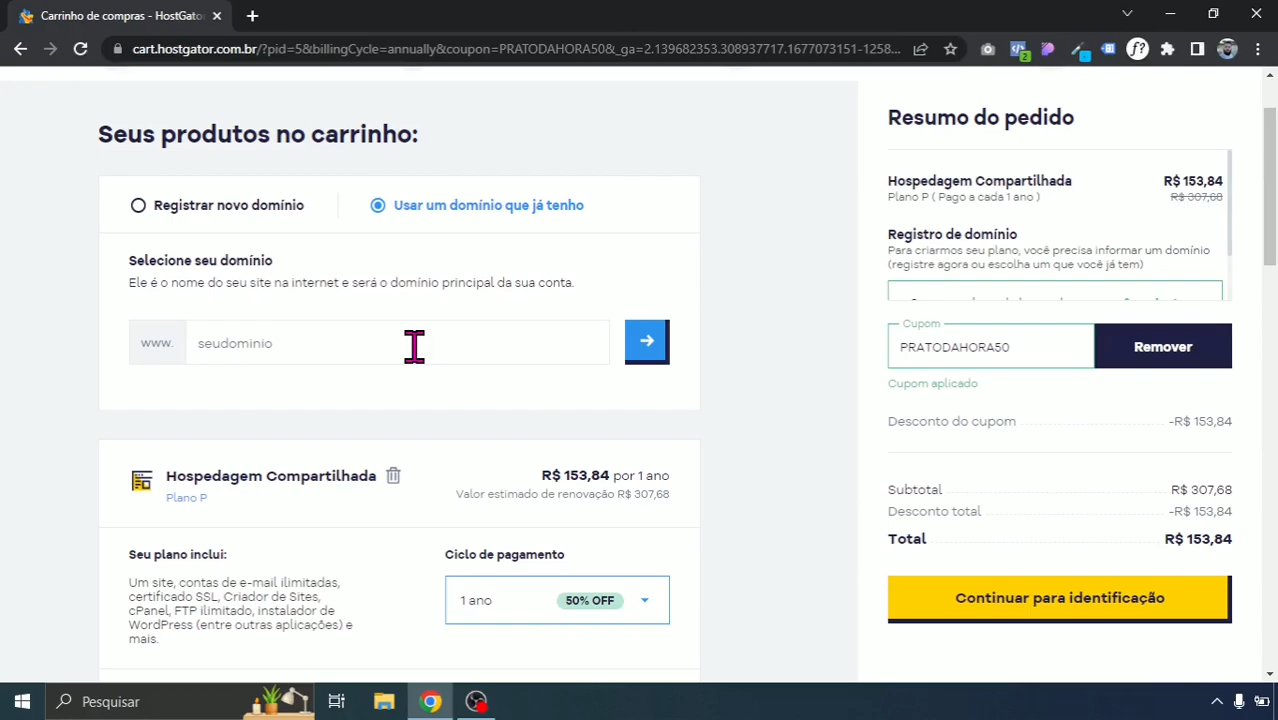 Carrinho de compras - HostGator
cart.hostgator.com.br/?pid=5&billingCycle=annually&coupon=PRATODAHORA50&_ga=2.139682353.308937717.1677073151-1258...
2
f?
Seus produtos no carrinho:
Registrar novo domínio
Usar um domínio que já tenho
Selecione seu domínio
Ele é o nome do seu site na internet e será o domínio principal da sua conta.
www.
seudominio
Hospedagem Compartilhada
R$ 153,84 por 1 ano
Plano P
Valor estimado de renovação R$ 307,68
Seu plano inclui:
Um site, contas de e-mail ilimitadas,
certificado SSL, Criador de Sites,
cPanel, FTP ilimitado, instalador de
WordPress (entre outras aplicações) e
mais.
Ciclo de pagamento
1 ano
50% OFF
Resumo do pedido
Hospedagem Compartilhada
R$ 153,84
Plano P ( Pago a cada 1 ano )
R$ 307,68
Registro de domínio
Para criarmos seu plano, você precisa informar um domínio
(registre agora ou escolha um que você já tem)
Cupom
PRATODAHORA50
Remover
Cupom aplicado
Desconto do cupom
-R$ 153,84
Subtotal
R$ 307,68
Desconto total
-R$ 153,84
Total
R$ 153,84
Continuar para identificação
Pesquisar